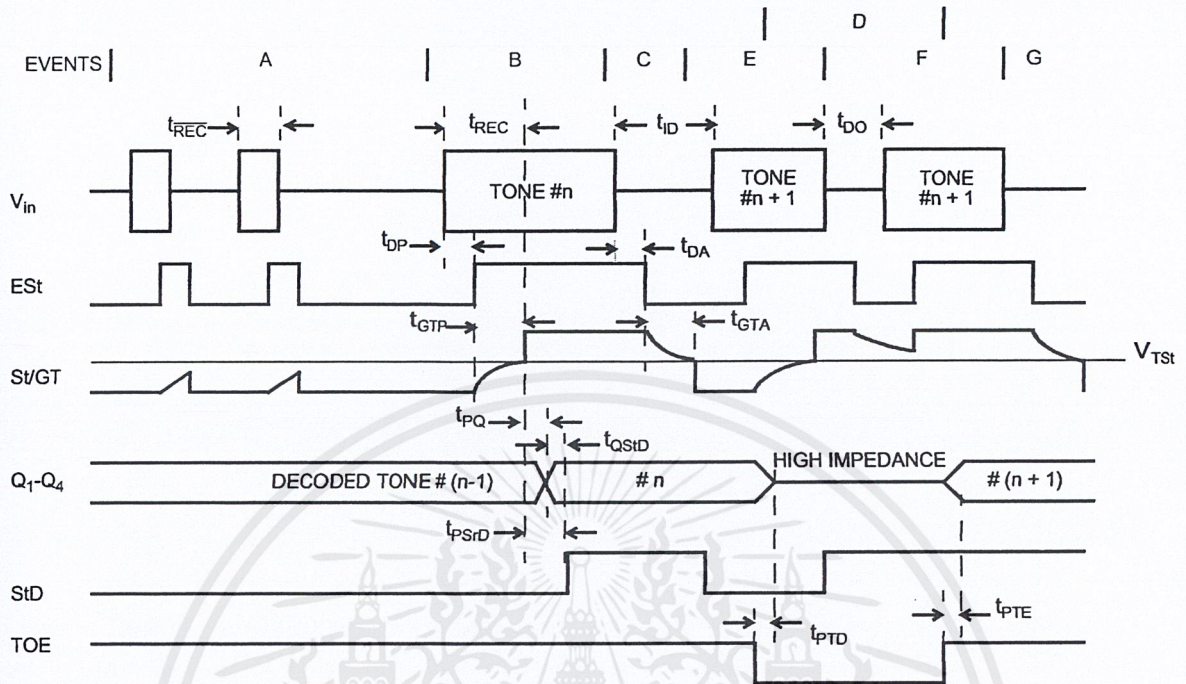 D
EVENTS A B C E F G
tREC tREC tID tDO
Vin TONE #n TONE #n + 1 TONE #n + 1
tDP tDA
ESt
tGTP tGTA
St/GT VTSt
tPQ tQStD
Q1-Q4 DECODED TONE # (n-1) # n HIGH IMPEDANCE # (n + 1)
tPSrD
StD
tPTE
TOE tPTD